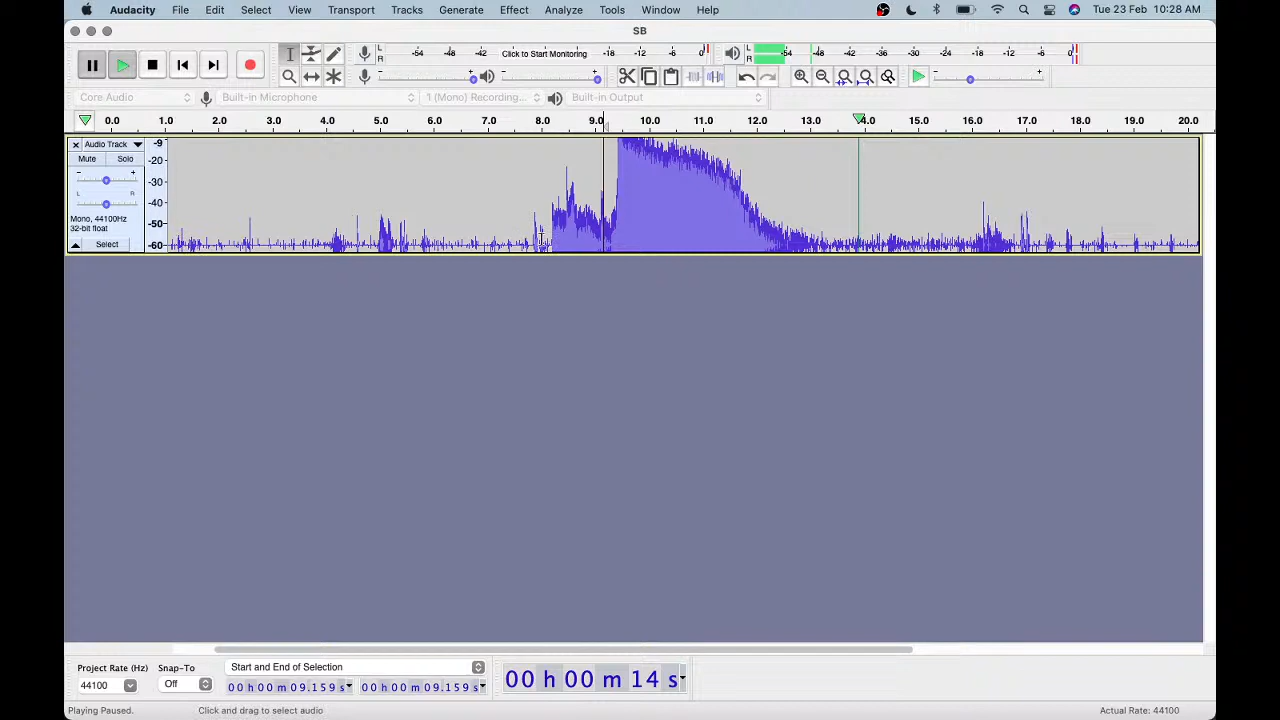 Audacity File Edit Select View Transport Tracks Generate Effect Analyze Tools Window Help Tue 23 Feb 10:28 AM
SB
L R -54 -48 -42 Click to Start Monitoring -18 -12 -6 0 L R -54 -48 -42 -36 -30 -24 -18 -12 -6 0
- + - + - +
Core Audio Built-in Microphone 1 (Mono) Recording... Built-in Output
0.0 1.0 2.0 3.0 4.0 5.0 6.0 7.0 8.0 9.0 10.0 11.0 12.0 13.0 14.0 15.0 16.0 17.0 18.0 19.0 20.0
Audio Track -9
Mute Solo -20
- + -30
L R -40
Mono, 44100Hz -50
32-bit float
Select -60
Project Rate (Hz) Snap-To Start and End of Selection
44100 Off 00 h 00 m 09.159 s 00 h 00 m 09.159 s 00 h 00 m 14 s
Playing Paused. Click and drag to select audio Actual Rate: 44100